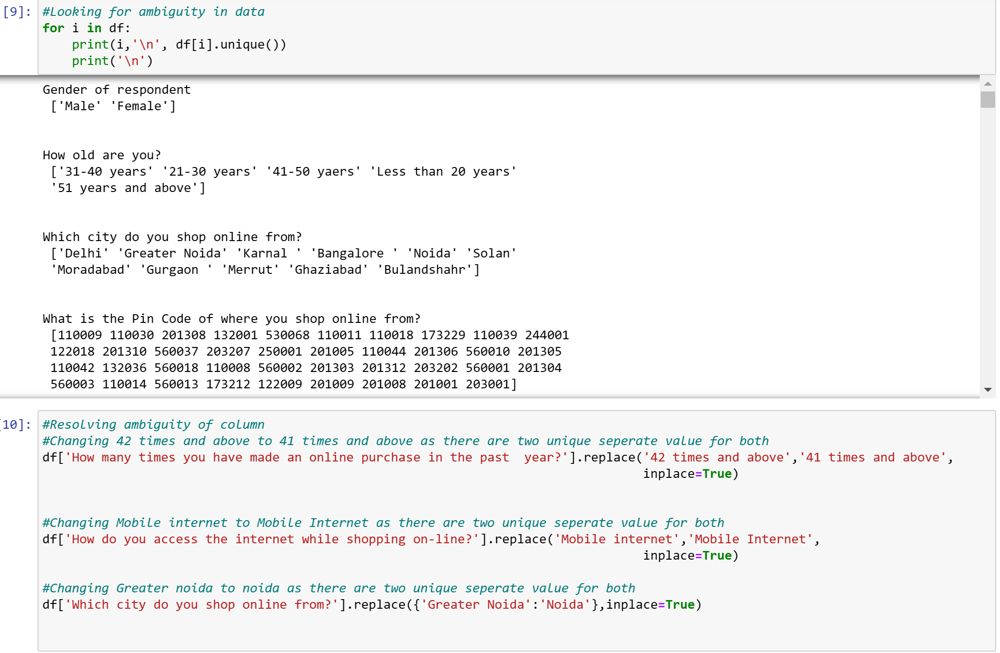 [9]: #Looking for ambiguity in data
for i in df:
    print(i,'\n', df[i].unique())
    print('\n')
Gender of respondent
 ['Male' 'Female']
How old are you?
 ['31-40 years' '21-30 years' '41-50 yaers' 'Less than 20 years'
 '51 years and above']
Which city do you shop online from?
 ['Delhi' 'Greater Noida' 'Karnal ' 'Bangalore ' 'Noida' 'Solan'
 'Moradabad' 'Gurgaon ' 'Merrut' 'Ghaziabad' 'Bulandshahr']
What is the Pin Code of where you shop online from?
 [110009 110030 201308 132001 530068 110011 110018 173229 110039 244001
 122018 201310 560037 203207 250001 201005 110044 201306 560010 201305
 110042 132036 560018 110008 560002 201303 201312 203202 560001 201304
 560003 110014 560013 173212 122009 201009 201008 201001 203001]
[10]: #Resolving ambiguity of column
#Changing 42 times and above to 41 times and above as there are two unique seperate value for both
df['How many times you have made an online purchase in the past  year?'].replace('42 times and above','41 times and above',
inplace=True)
#Changing Mobile internet to Mobile Internet as there are two unique seperate value for both
df['How do you access the internet while shopping on-line?'].replace('Mobile internet','Mobile Internet',
inplace=True)
#Changing Greater noida to noida as there are two unique seperate value for both
df['Which city do you shop online from?'].replace({'Greater Noida':'Noida'},inplace=True)